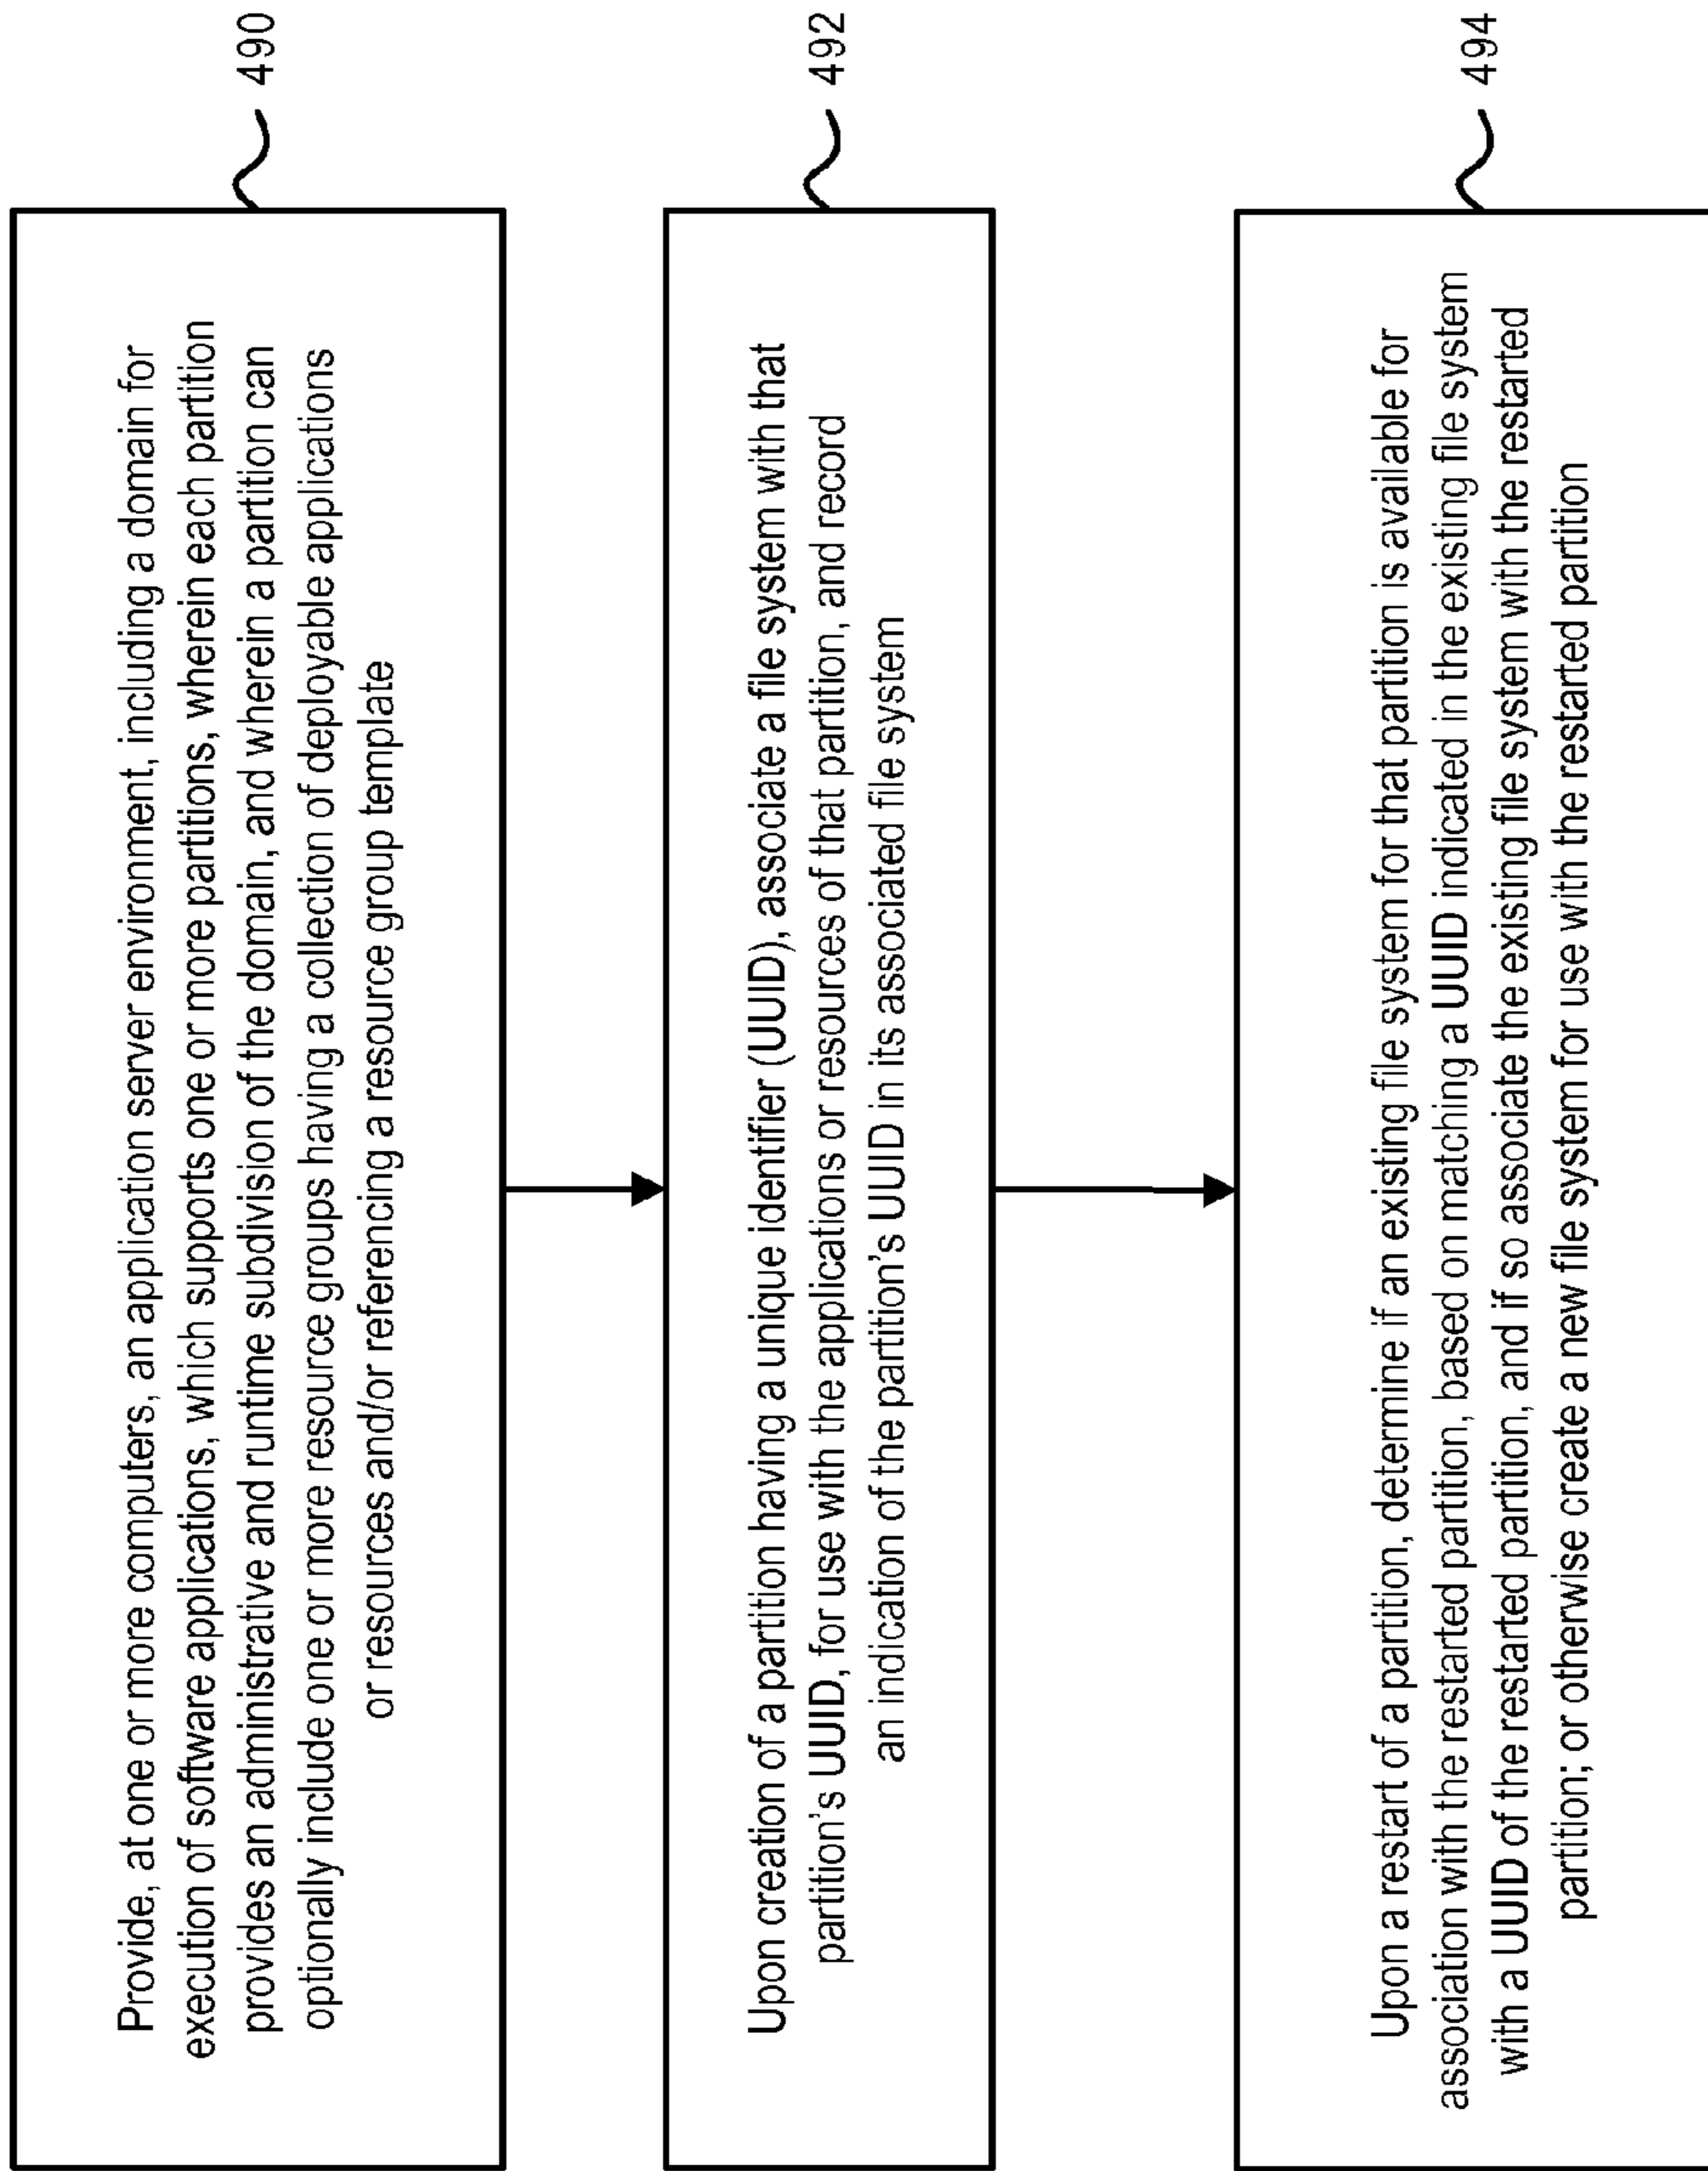 Provide, at one or more computers, an application server environment, including a domain for
execution of software applications, which supports one or more partitions, wherein each partition
provides an administrative and runtime subdivision of the domain, and wherein a partition can
optionally include one or more resource groups having a collection of deployable applications
or resources and/or referencing a resource group template
490
Upon creation of a partition having a unique identifier (UUID), associate a file system with that
partition's UUID, for use with the applications or resources of that partition, and record
an indication of the partition's UUID in its associated file system
492
Upon a restart of a partition, determine if an existing file system for that partition is available for
association with the restarted partition, based on matching a UUID indicated in the existing file system
with a UUID of the restarted partition, and if so associate the existing file system with the restarted
partition; or otherwise create a new file system for use with the restarted partition
494